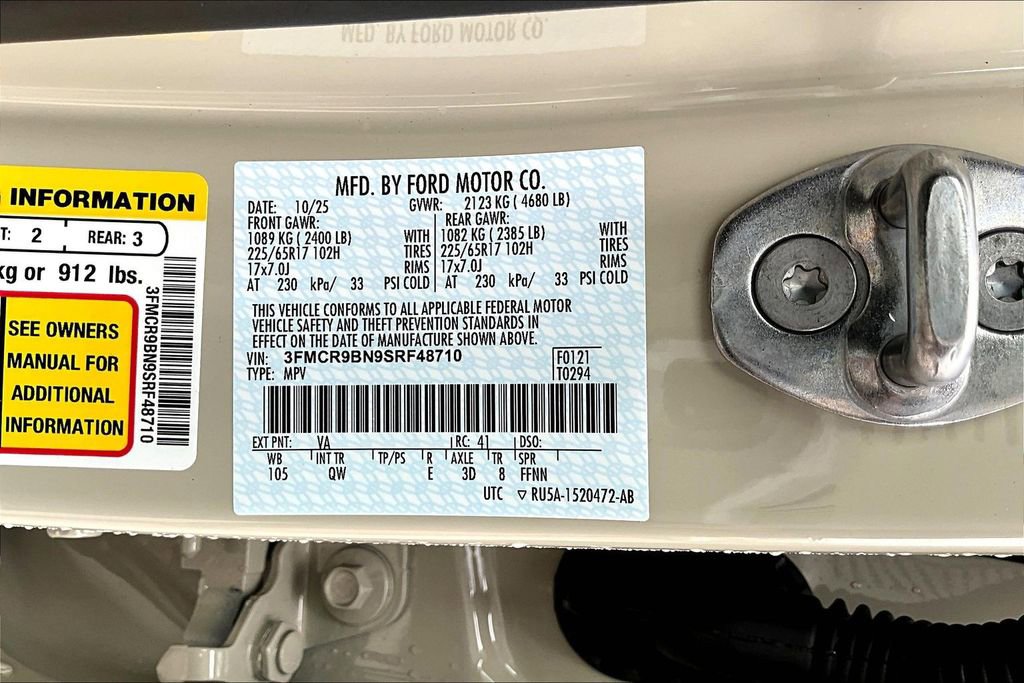 MFD. BY FORD MOTOR CO.
INFORMATION
T: 2 REAR: 3
kg or 912 lbs.
SEE OWNERS
MANUAL FOR
ADDITIONAL
INFORMATION
3FMCR9BN9SRF48710
MFD. BY FORD MOTOR CO.
DATE: 10/25 GVWR: 2123 KG ( 4680 LB)
FRONT GAWR: REAR GAWR:
1089 KG ( 2400 LB) WITH 1082 KG ( 2385 LB) WITH
225/65R17 102H TIRES 225/65R17 102H TIRES
17x7.0J RIMS 17x7.0J RIMS
AT 230 kPa/ 33 PSI COLD AT 230 kPa/ 33 PSI COLD
THIS VEHICLE CONFORMS TO ALL APPLICABLE FEDERAL MOTOR
VEHICLE SAFETY AND THEFT PREVENTION STANDARDS IN
EFFECT ON THE DATE OF MANUFACTURE SHOWN ABOVE.
VIN: 3FMCR9BN9SRF48710 F0121
TYPE: MPV T0294
EXT PNT: VA RC: 41 DSO:
WB INT TR TP/PS R AXLE TR SPR
105 QW E 3D 8 FFNN
UTC ▽ RU5A-1520472-AB